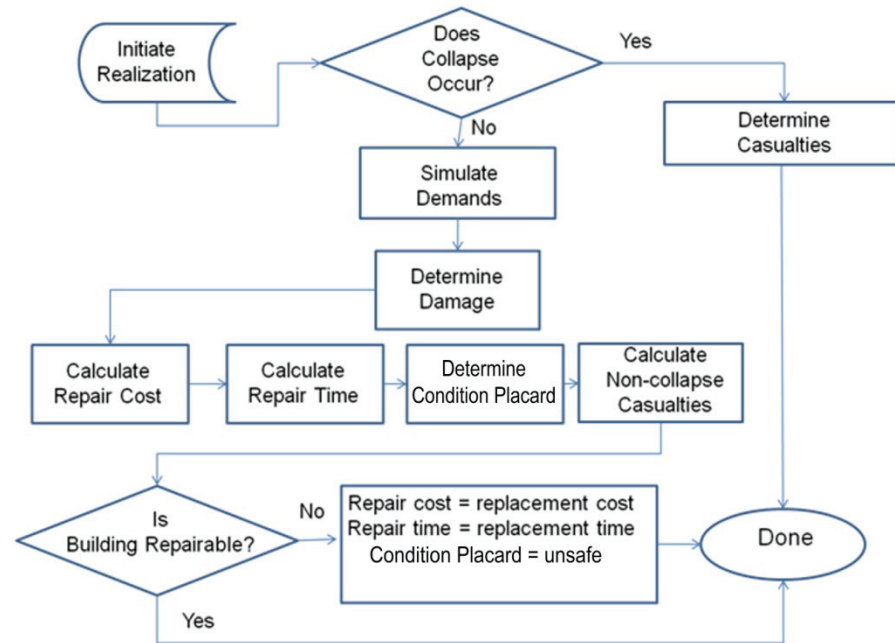 Initiate
Realization
Does
Collapse
Occur?
Yes
No
Determine
Casualties
Simulate
Demands
Determine
Damage
Calculate
Repair Cost
Calculate
Repair Time
Determine
Condition Placard
Calculate
Non-collapse
Casualties
Is
Building Repairable?
No
Repair cost = replacement cost
Repair time = replacement time
Condition Placard = unsafe
Done
Yes